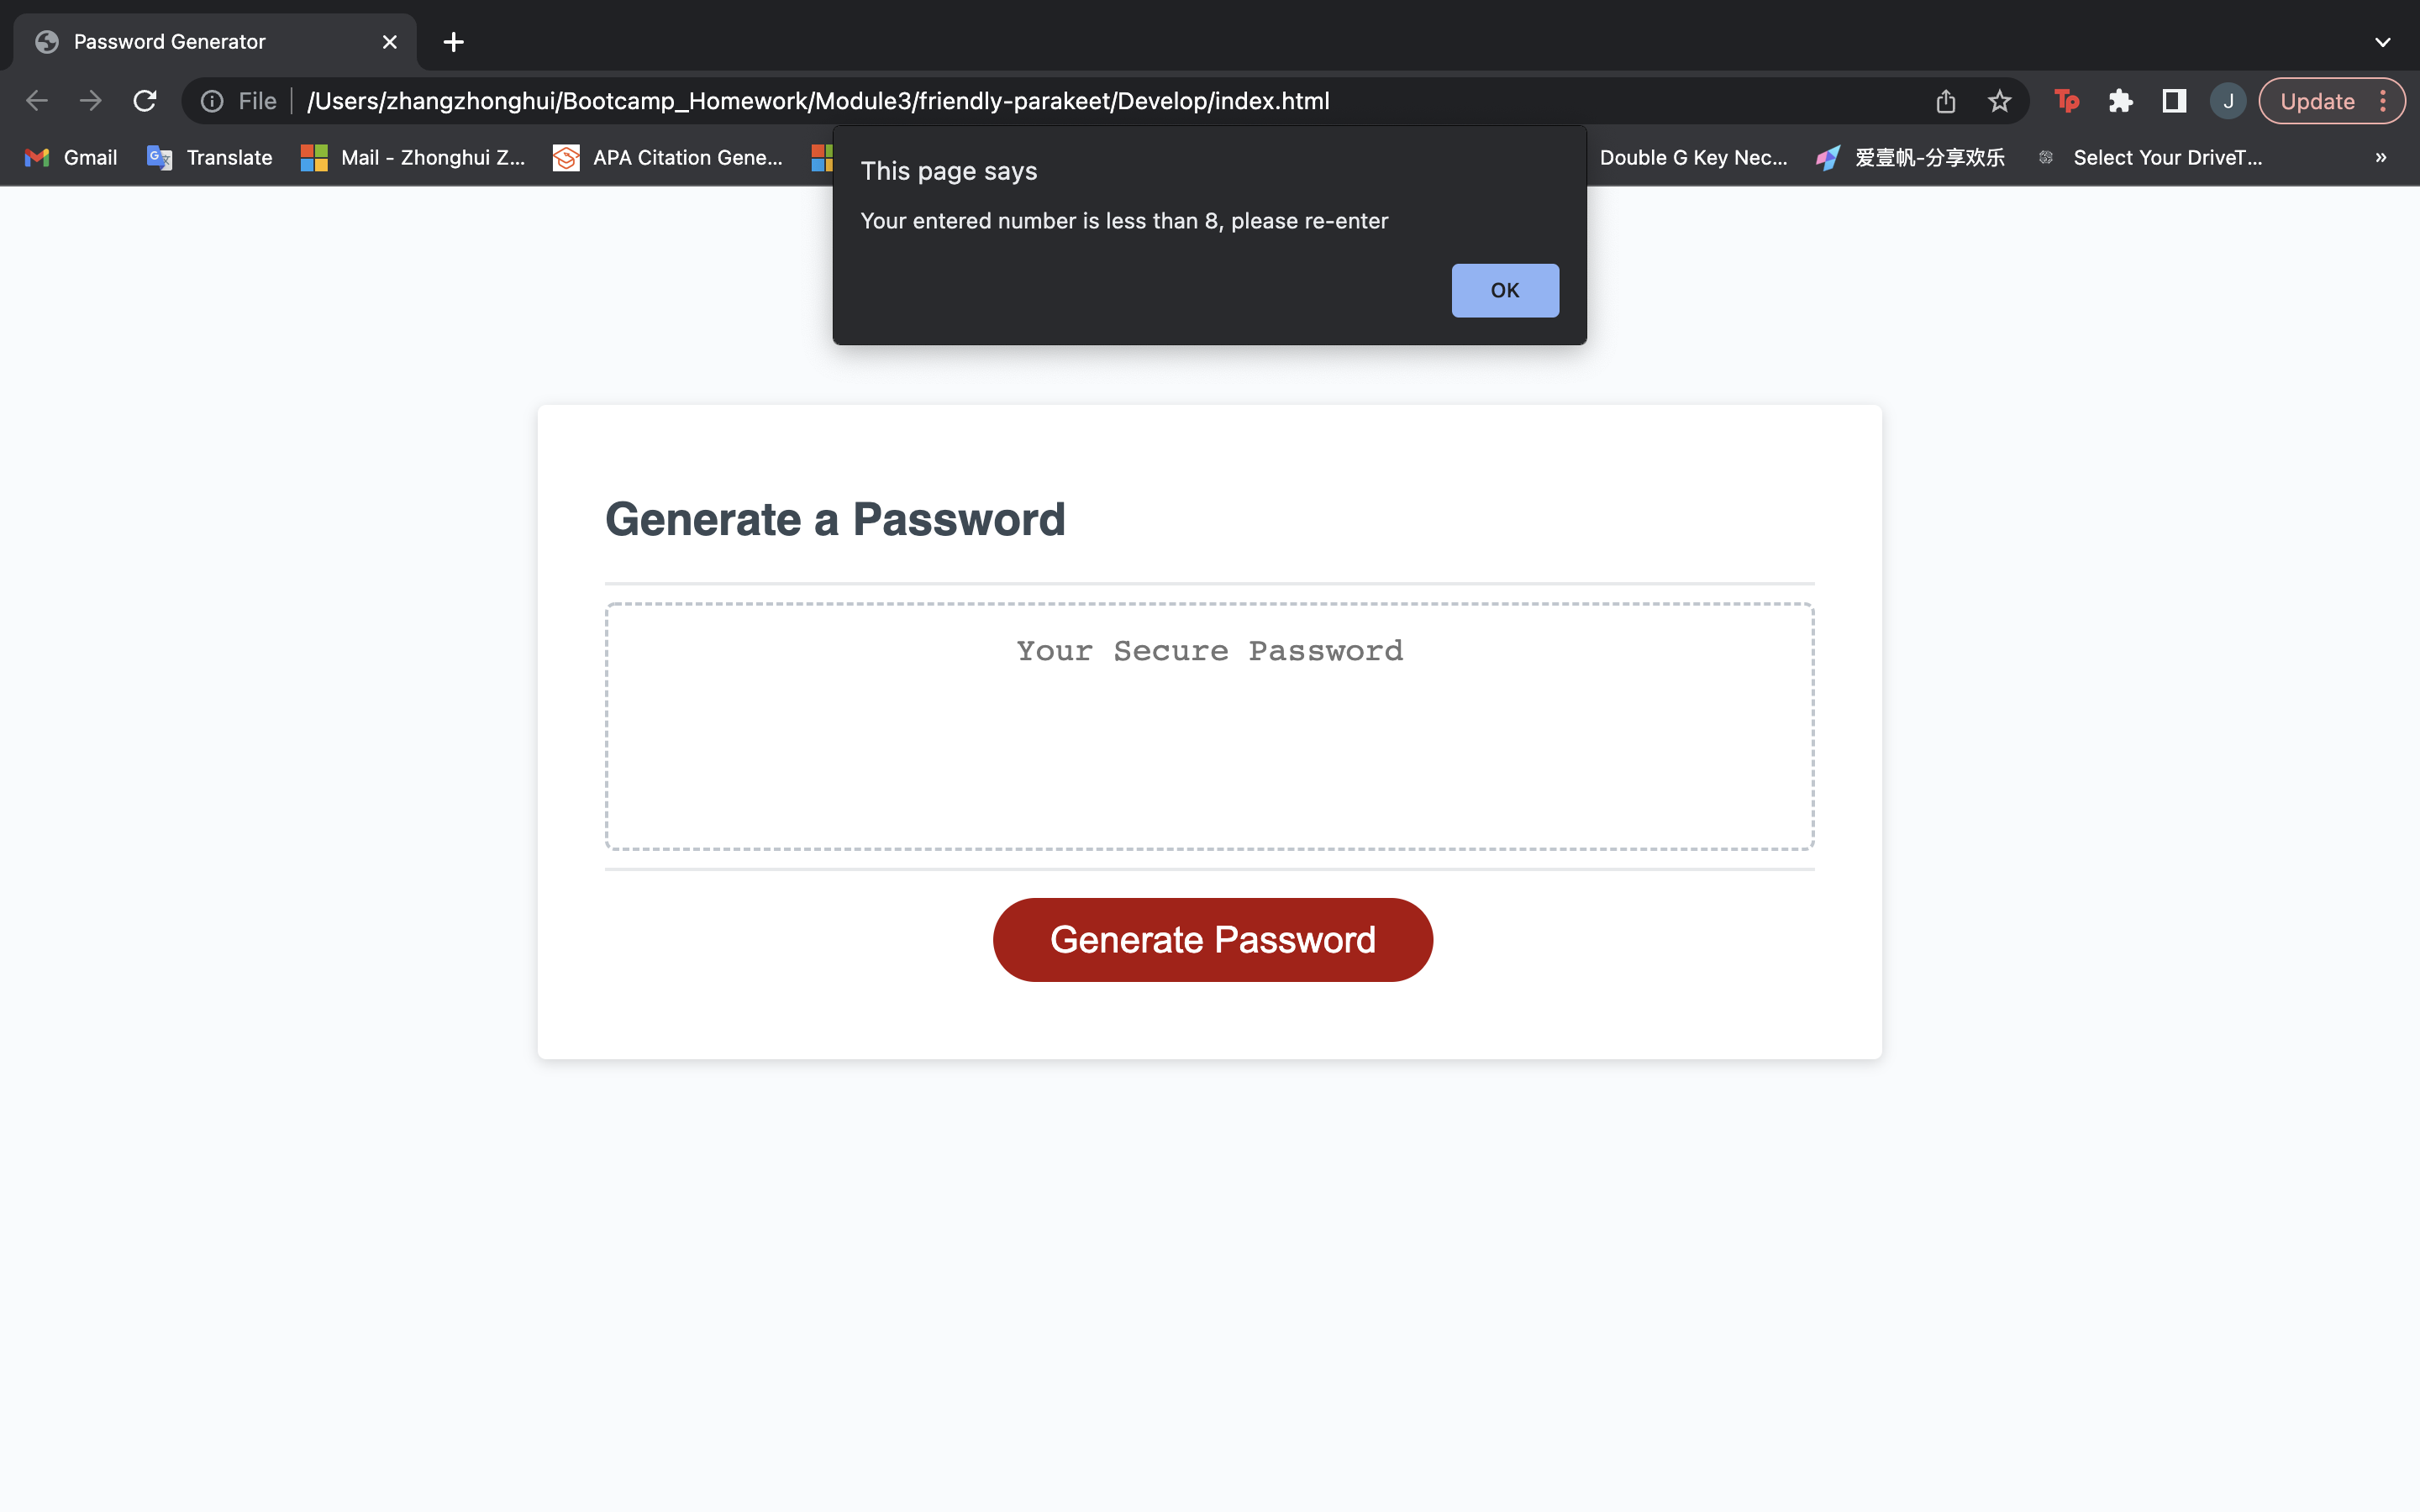 Password Generator
File /Users/zhangzhonghui/Bootcamp_Homework/Module3/friendly-parakeet/Develop/index.html Tp J Update
Gmail Translate Mail - Zhonghui Z... APA Citation Gene... Double G Key Nec... 爱壹帆-分享欢乐 Select Your DriveT... »
This page says
Your entered number is less than 8, please re-enter
OK
Generate a Password
Your Secure Password
Generate Password